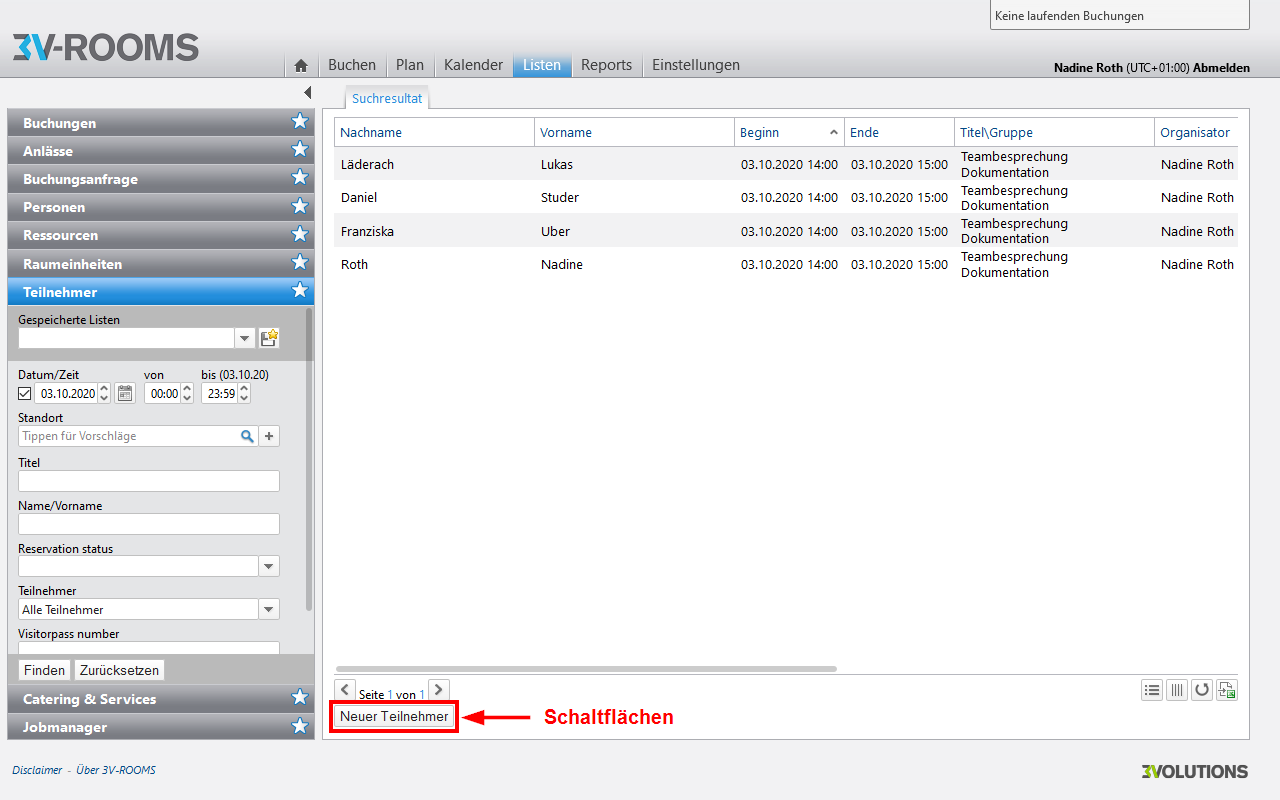 Keine laufenden Buchungen
3V-ROOMS
Buchen Plan Kalender Listen Reports Einstellungen
Nadine Roth (UTC+01:00) Abmelden
Buchungen
Anlässe
Buchungsanfrage
Personen
Ressourcen
Raumeinheiten
Teilnehmer
Gespeicherte Listen
Datum/Zeit von bis (03.10.20)
03.10.2020 00:00 23:59
Standort
Tippen für Vorschläge
Titel
Name/Vorname
Reservation status
Teilnehmer
Alle Teilnehmer
Visitorpass number
Finden Zurücksetzen
Catering & Services
Jobmanager
Suchresultat
Nachname Vorname Beginn Ende Titel\Gruppe Organisator
Läderach Lukas 03.10.2020 14:00 03.10.2020 15:00 Teambesprechung Dokumentation Nadine Roth
Daniel Studer 03.10.2020 14:00 03.10.2020 15:00 Teambesprechung Dokumentation Nadine Roth
Franziska Uber 03.10.2020 14:00 03.10.2020 15:00 Teambesprechung Dokumentation Nadine Roth
Roth Nadine 03.10.2020 14:00 03.10.2020 15:00 Teambesprechung Dokumentation Nadine Roth
Seite 1 von 1
Neuer Teilnehmer
Schaltflächen
Disclaimer - Über 3V-ROOMS
3VOLUTIONS